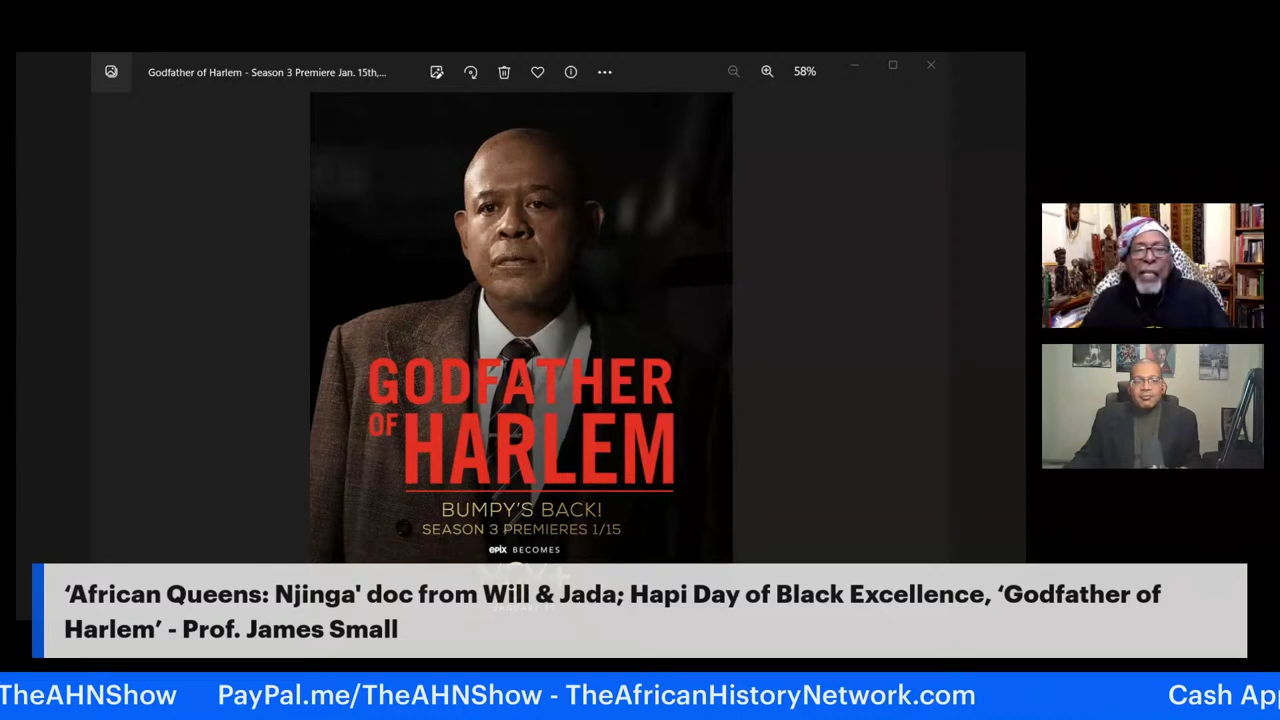 Godfather of Harlem - Season 3 Premiere Jan. 15th,...
58%
GODFATHER
OF HARLEM
BUMPY'S BACK!
SEASON 3 PREMIERES 1/15
epix BECOMES
‘African Queens: Njinga' doc from Will & Jada; Hapi Day of Black Excellence, ‘Godfather of
Harlem’ - Prof. James Small
TheAHNShow PayPal.me/TheAHNShow - TheAfricanHistoryNetwork.com Cash App